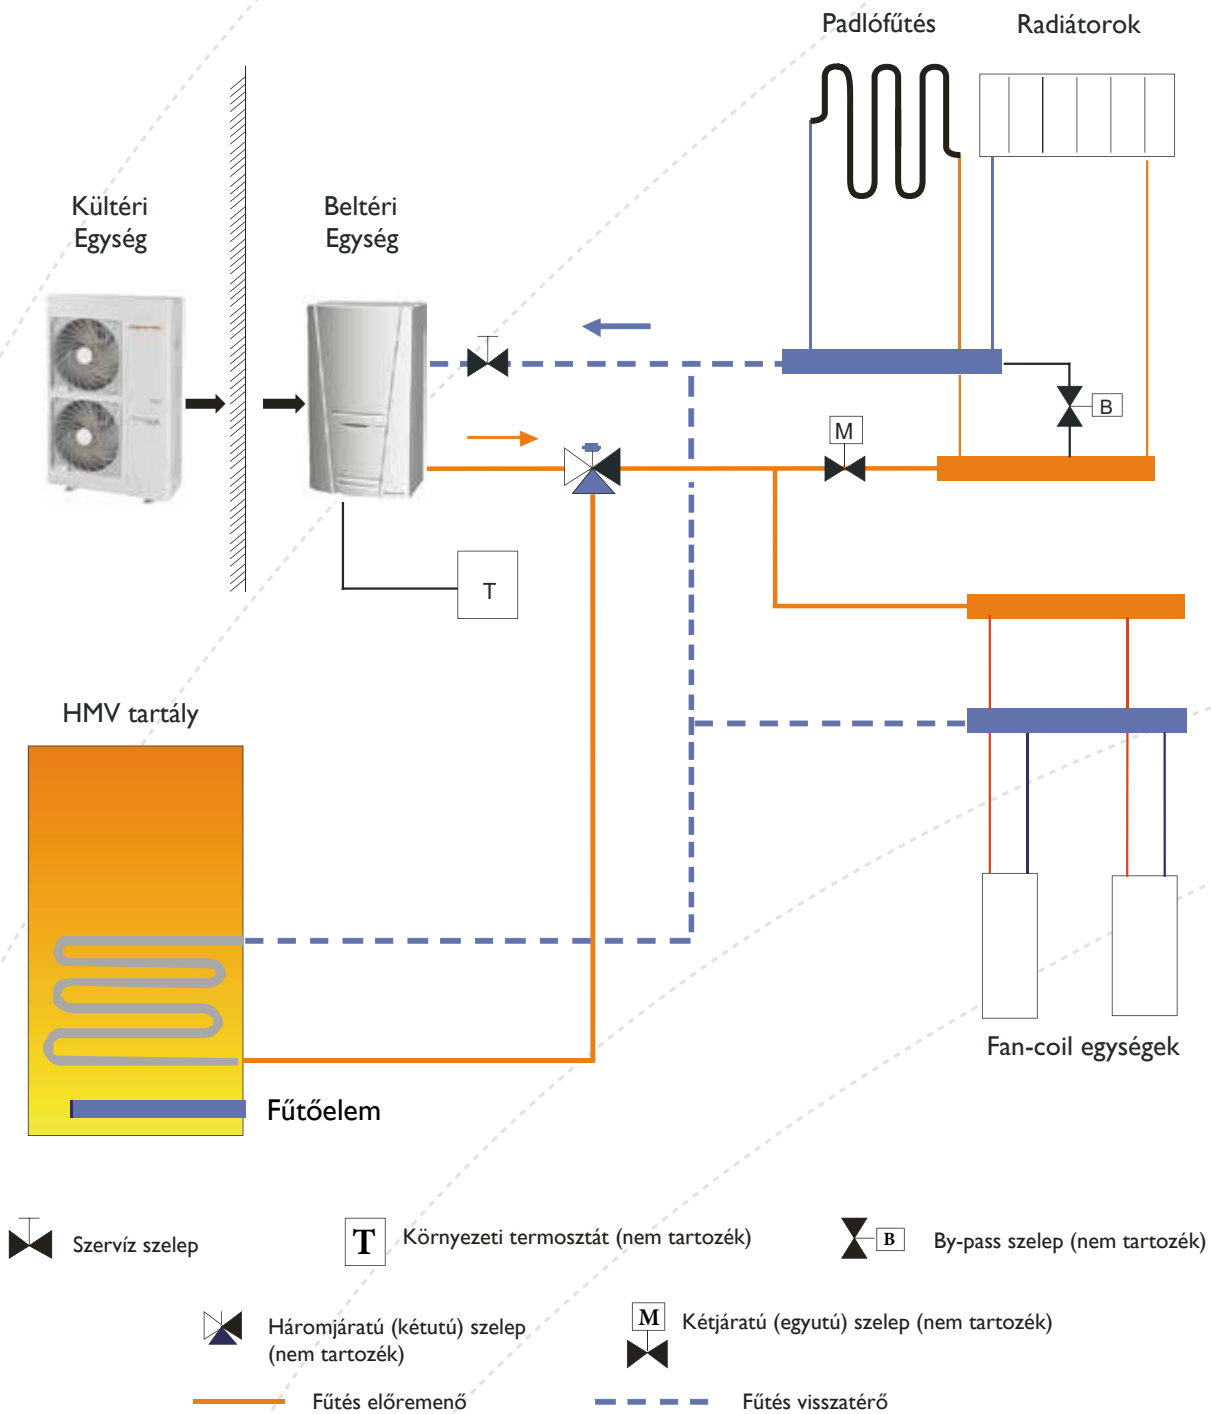 Padlófűtés
Radiátorok
Kültéri
Egység
Beltéri
Egység
B
M
T
HMV tartály
Fan-coil egységek
Fűtőelem
Szervíz szelep
T
Környezeti termosztát (nem tartozék)
B
By-pass szelep (nem tartozék)
Háromjáratú (kétutú) szelep
(nem tartozék)
M
Kétjáratú (egyutú) szelep (nem tartozék)
Fűtés előremenő
Fűtés visszatérő